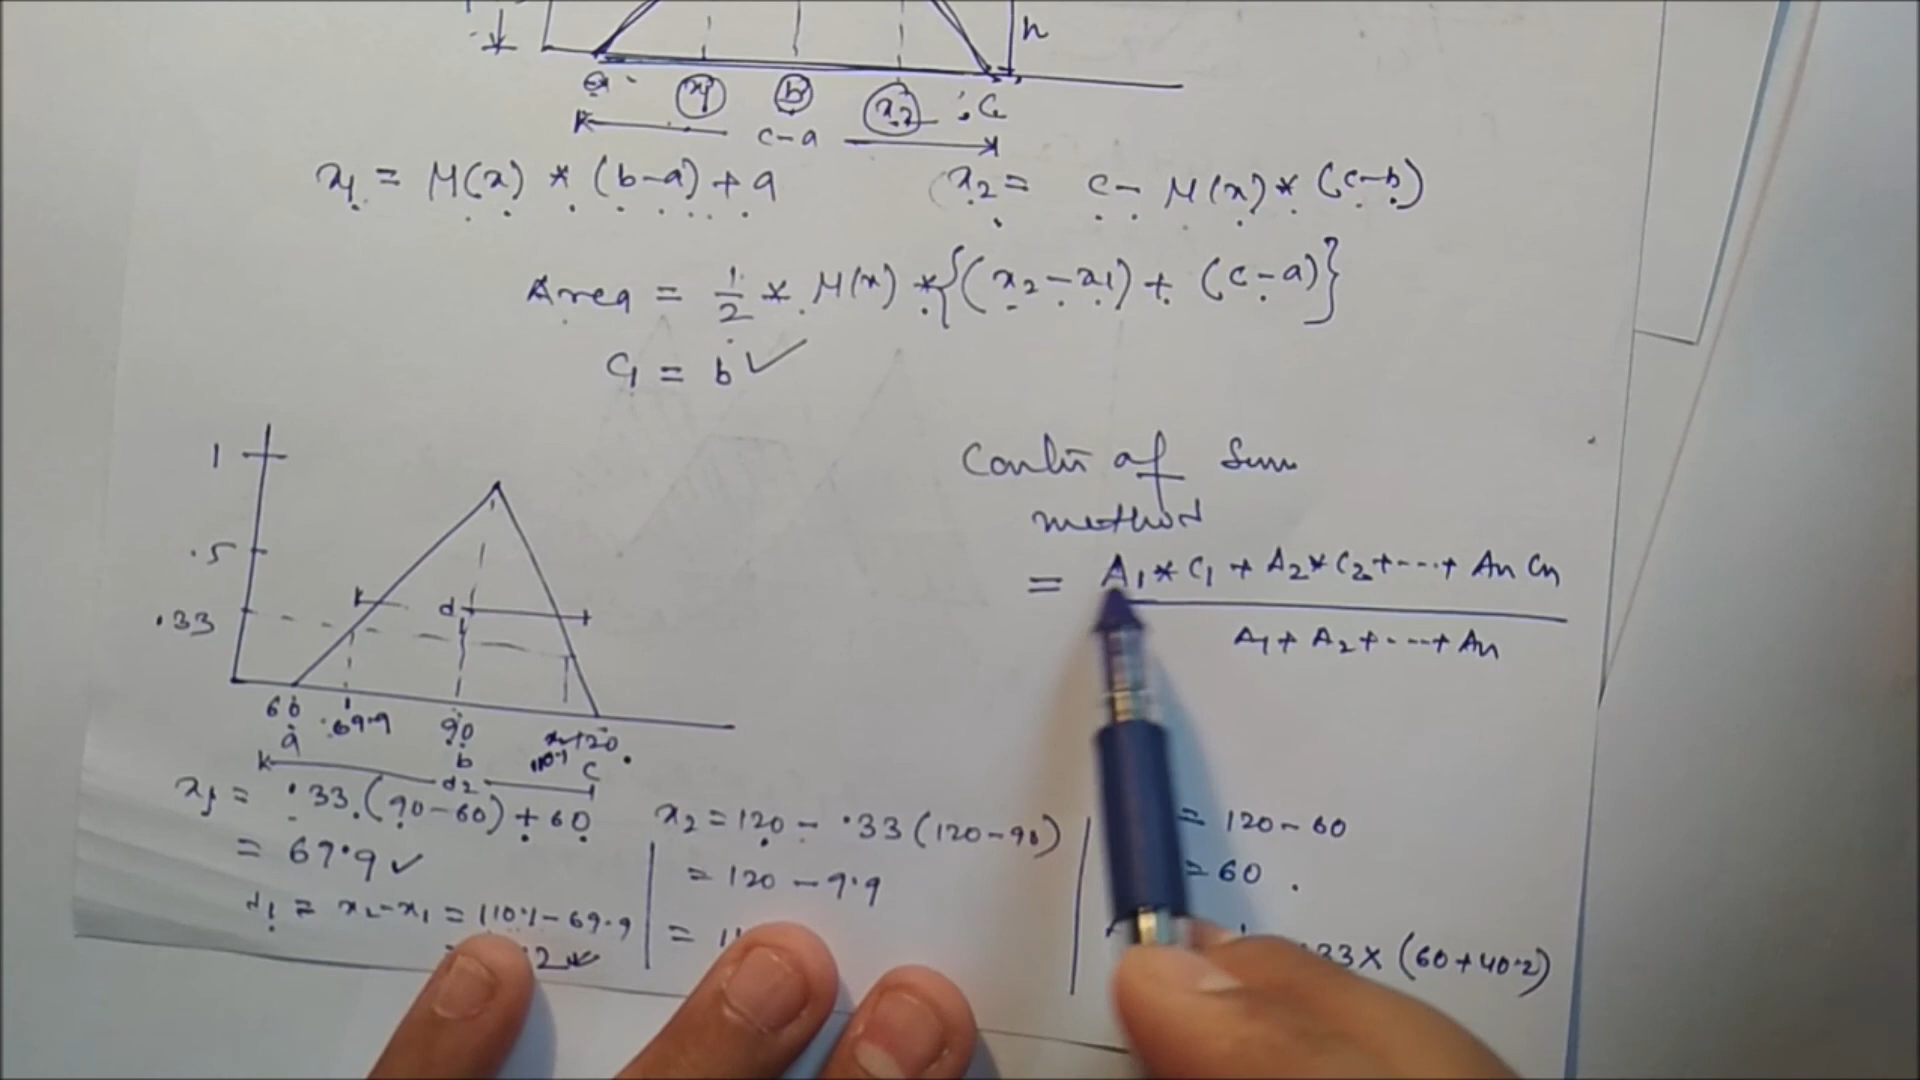 h
a x1 b x2 C
c-a
x1 = M(x) * (b-a) + a
x2 = c - M(x) * (c-b)
Area = 1/2 * M(x) * {(x2 - x1) + (c-a)}
C1 = b ✓
1
.5
.33
d
60 69.9 90 110.1 120
a b c
d2
Center of Sum
method
= A1 * C1 + A2 * C2 + ---- + An Cn
A1 + A2 + ---- + An
x1 = .33 (90-60) + 60
= 69.9 ✓
d1 = x2-x1 = 110.1 - 69.9
x2 = 120 - .33 (120-90)
= 120 - 9.9
= 120 - 60
= 60
33 x (60+40.2)